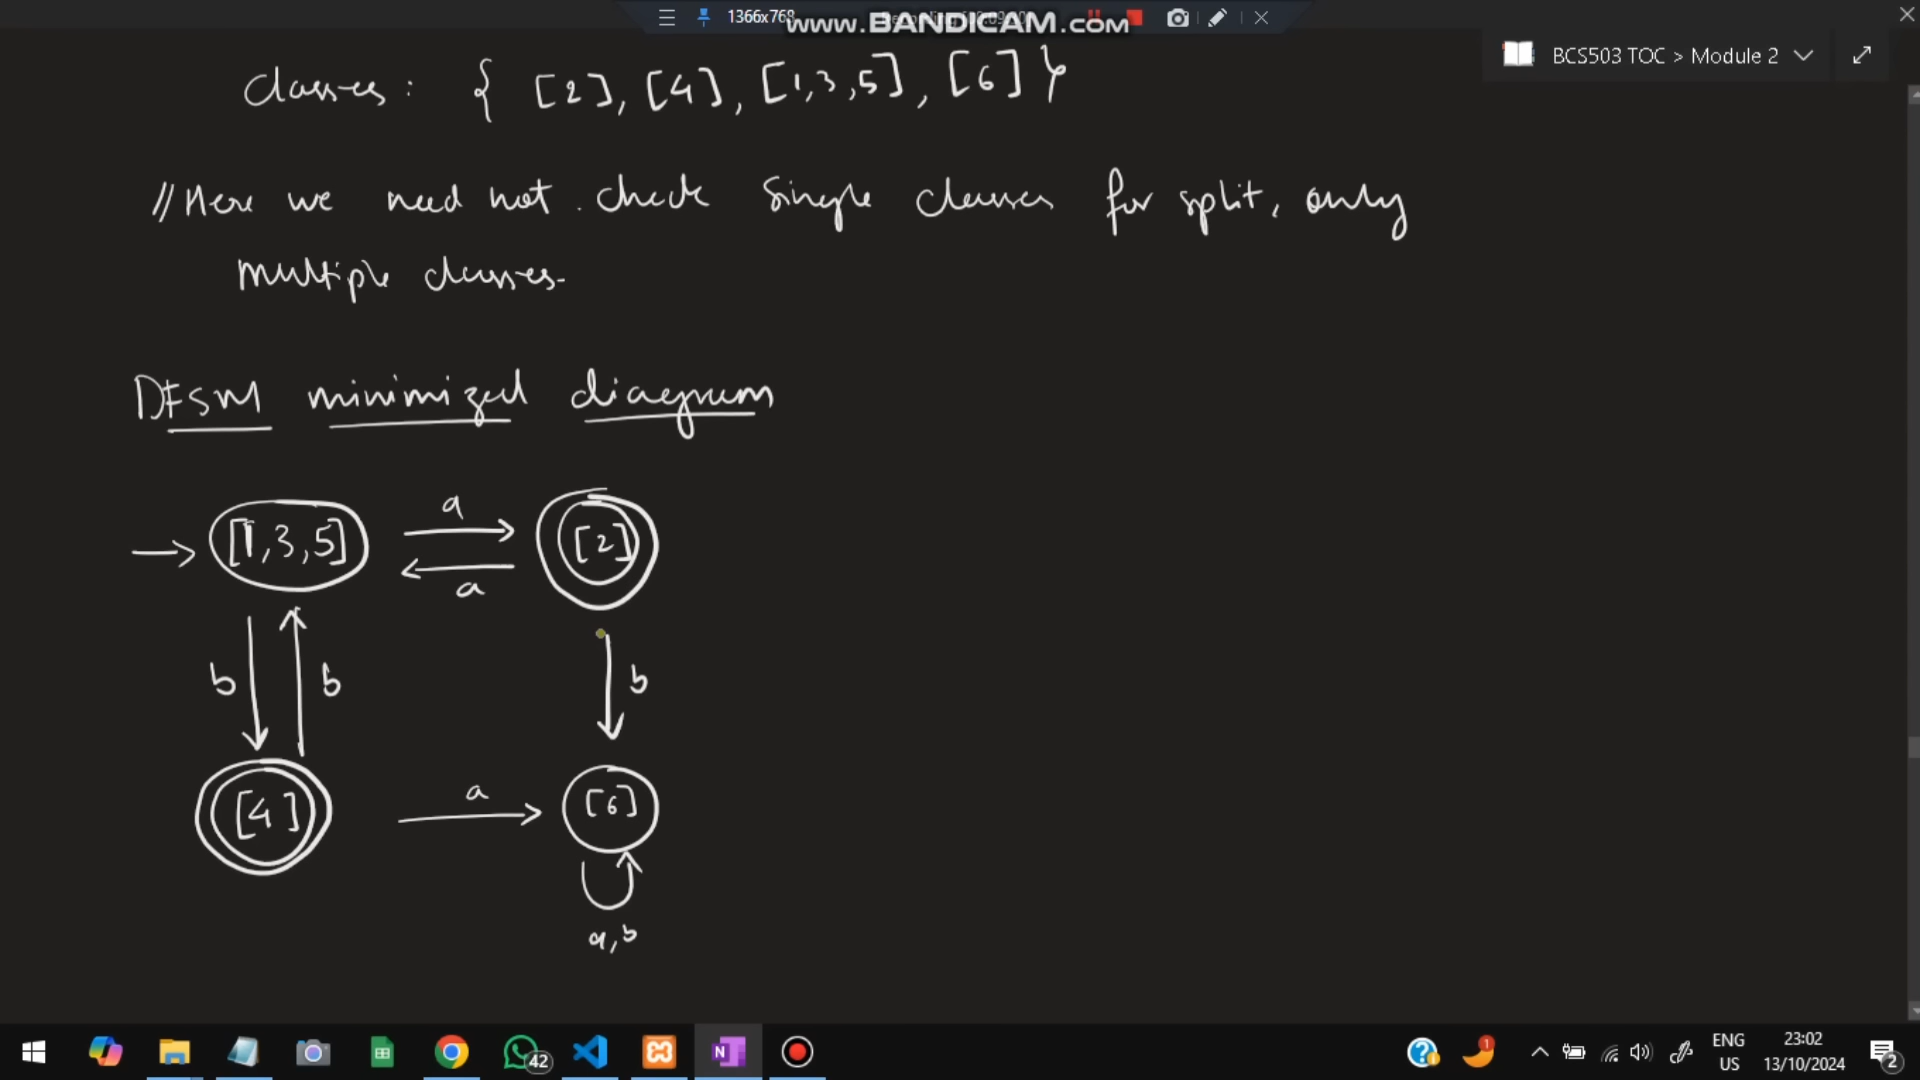 1366x768
www.BANDICAM.com
BCS503 TOC > Module 2
classes : { [2], [4], [1,3,5], [6] }
// Here we need not check single classes for split, only
multiple classes.
DFSM minimized diagram
a
[1,3,5] [2]
a
b b b
a
[4] [6]
a,b
42
N
1
ENG
US
23:02
13/10/2024
2